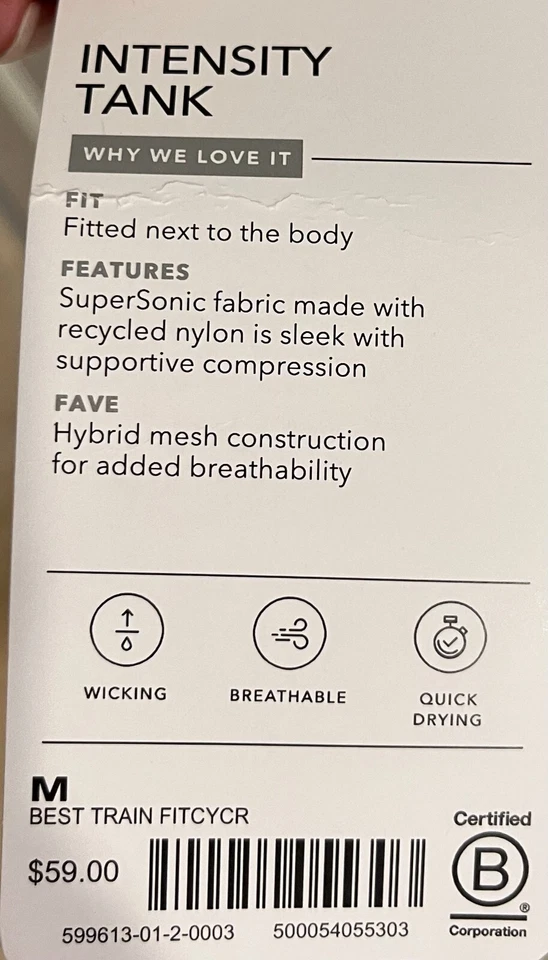 INTENSITY
TANK
WHY WE LOVE IT
FIT
Fitted next to the body
FEATURES
SuperSonic fabric made with
recycled nylon is sleek with
supportive compression
FAVE
Hybrid mesh construction
for added breathability
WICKING
BREATHABLE
QUICK
DRYING
M
BEST TRAIN FITCYCR
$59.00
599613-01-2-0003 500054055303
Certified
B
®
Corporation